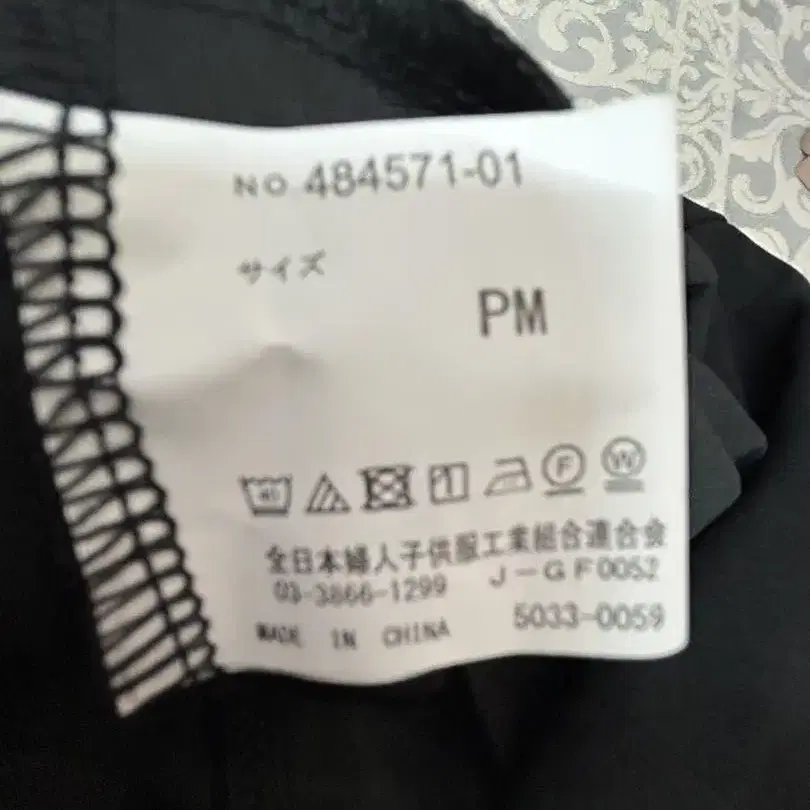 NO 484571-01
サイズ
PM
40
F W
全日本婦人子供服工業組合連合会
03-3866-1299 J-GF0052
MADE IN CHINA 5033-0059